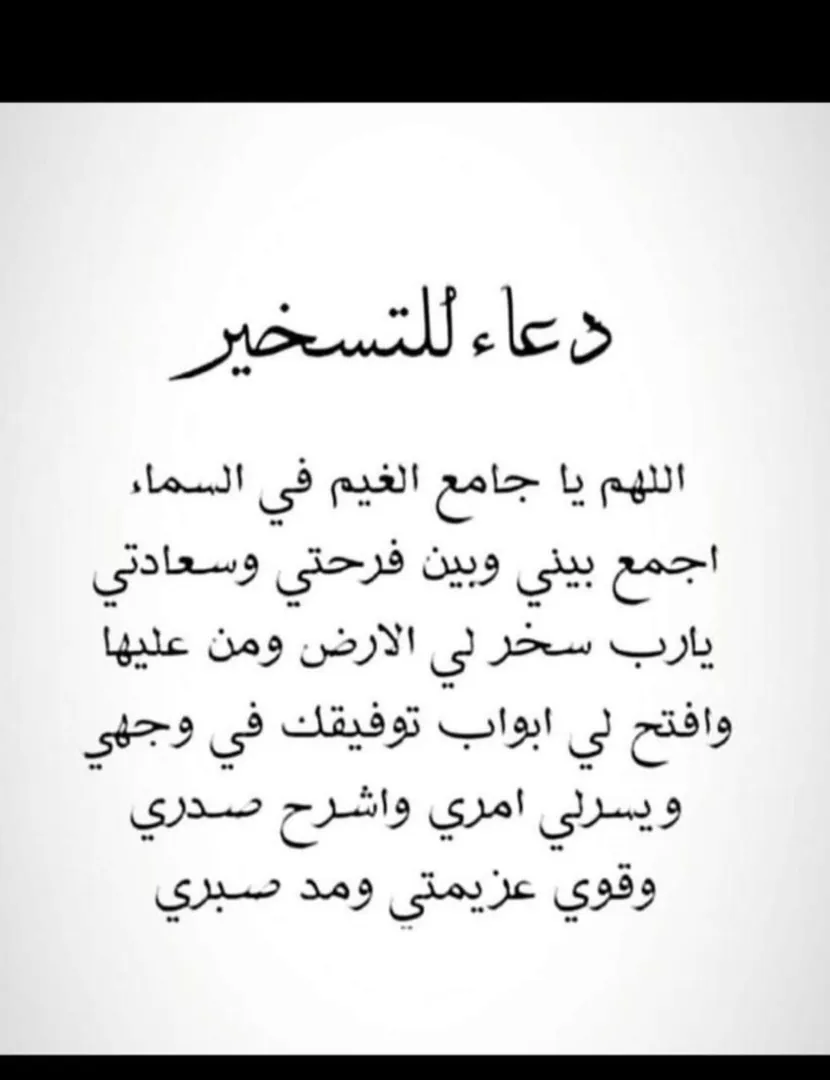 دعاء للتسخير
اللهم يا جامع الغيم في السماء
اجمع بيني وبين فرحتي وسعادتي
يارب سخر لي الارض ومن عليها
وافتح لي ابواب توفيقك في وجهي
ويسرلي امري واشرح صدري
وقوي عزيمتي ومد صبري